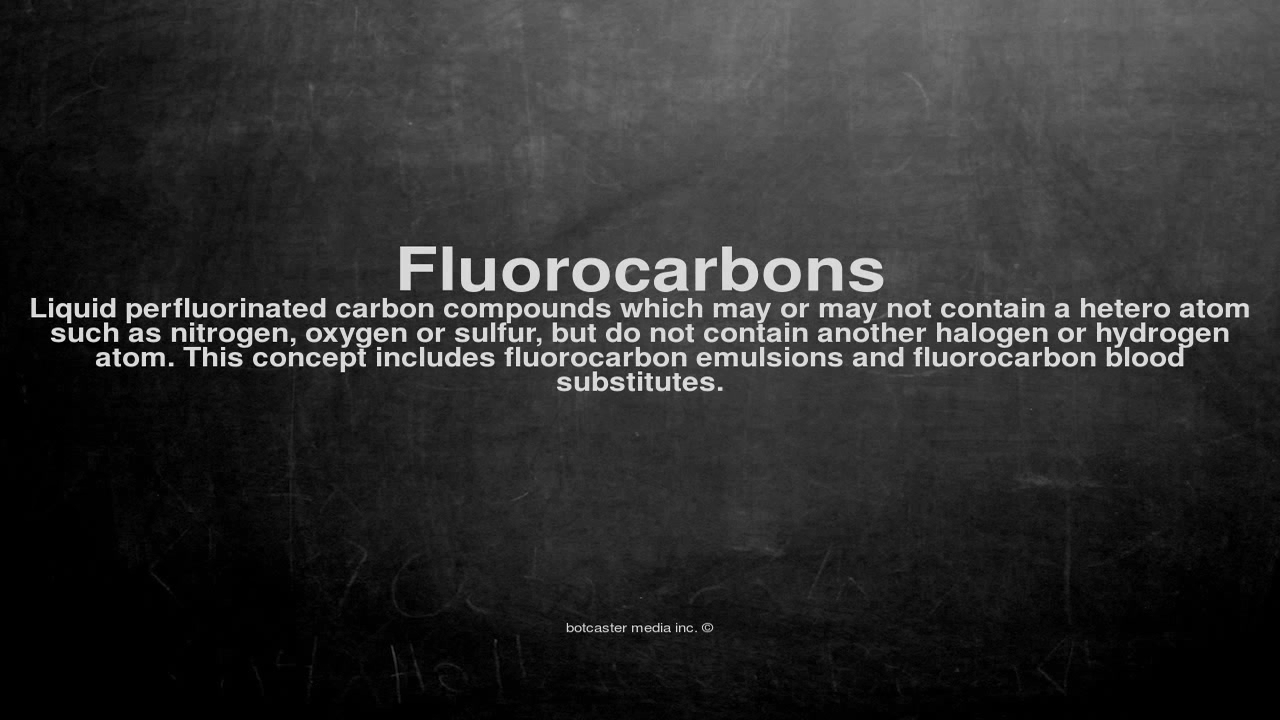 Fluorocarbons
Liquid perfluorinated carbon compounds which may or may not contain a hetero atom
such as nitrogen, oxygen or sulfur, but do not contain another halogen or hydrogen
atom. This concept includes fluorocarbon emulsions and fluorocarbon blood
substitutes.
botcaster media inc. ©